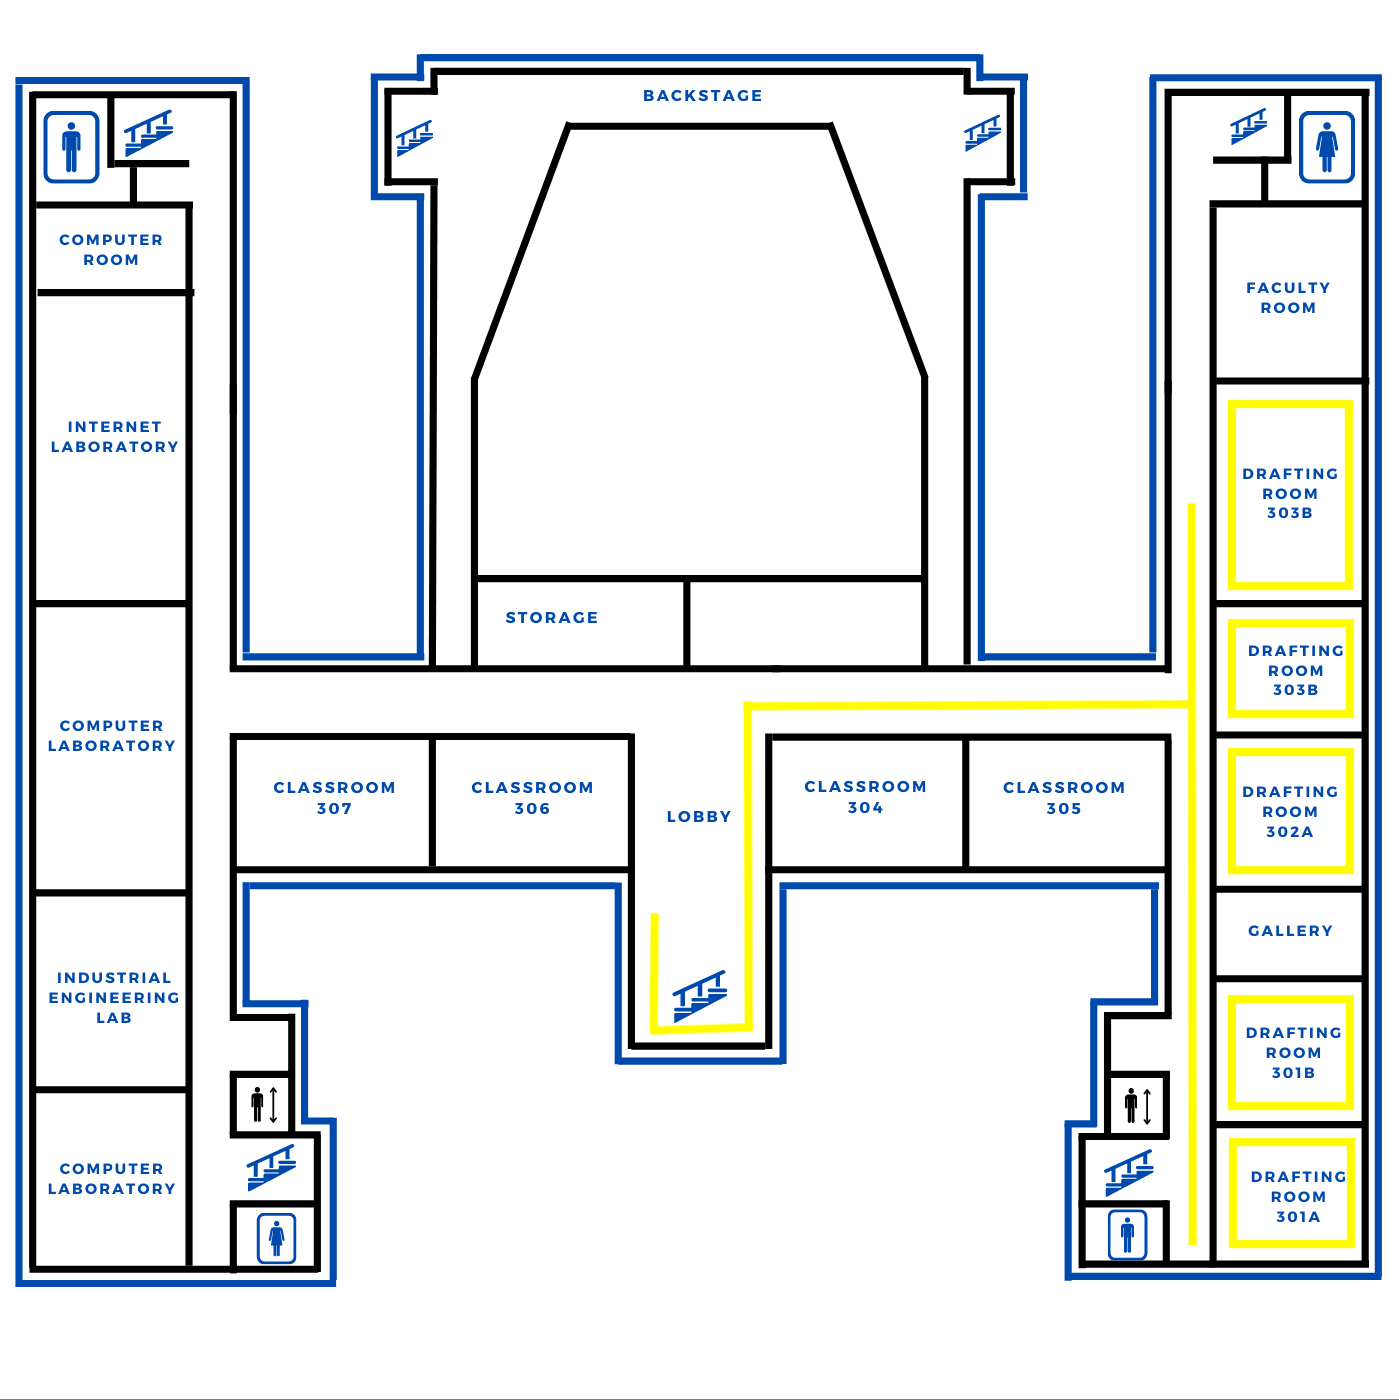 BACKSTAGE
COMPUTER
ROOM
INTERNET
LABORATORY
COMPUTER
LABORATORY
INDUSTRIAL
ENGINEERING
LAB
COMPUTER
LABORATORY
STORAGE
CLASSROOM
307
CLASSROOM
306
LOBBY
CLASSROOM
304
CLASSROOM
305
FACULTY
ROOM
DRAFTING
ROOM
303B
DRAFTING
ROOM
303B
DRAFTING
ROOM
302A
GALLERY
DRAFTING
ROOM
301B
DRAFTING
ROOM
301A